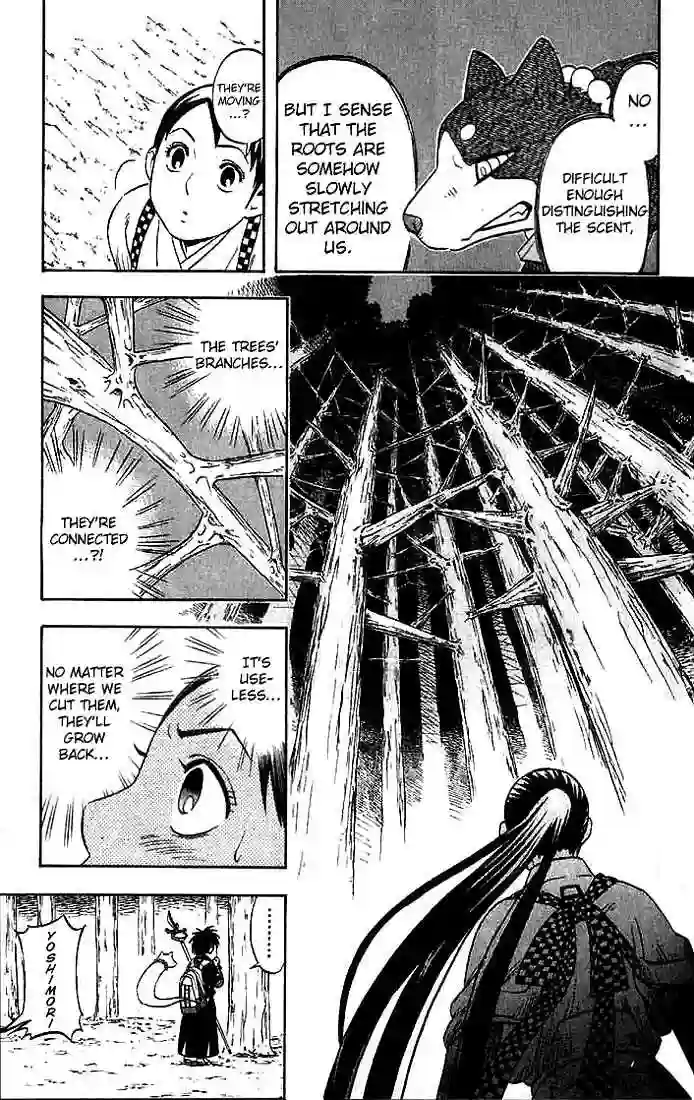 NO
...
DIFFICULT
ENOUGH
DISTINGUISHING
THE SCENT,
BUT I SENSE
THAT THE
ROOTS ARE
SOMEHOW
SLOWLY
STRETCHING
OUT AROUND
US.
THEY'RE
MOVING
...?
THE TREES'
BRANCHES...
THEY'RE
CONNECTED
...?!
IT'S
USE-
LESS...
NO MATTER
WHERE WE
CUT THEM,
THEY'LL
GROW
BACK...
........
YOSHIMORI